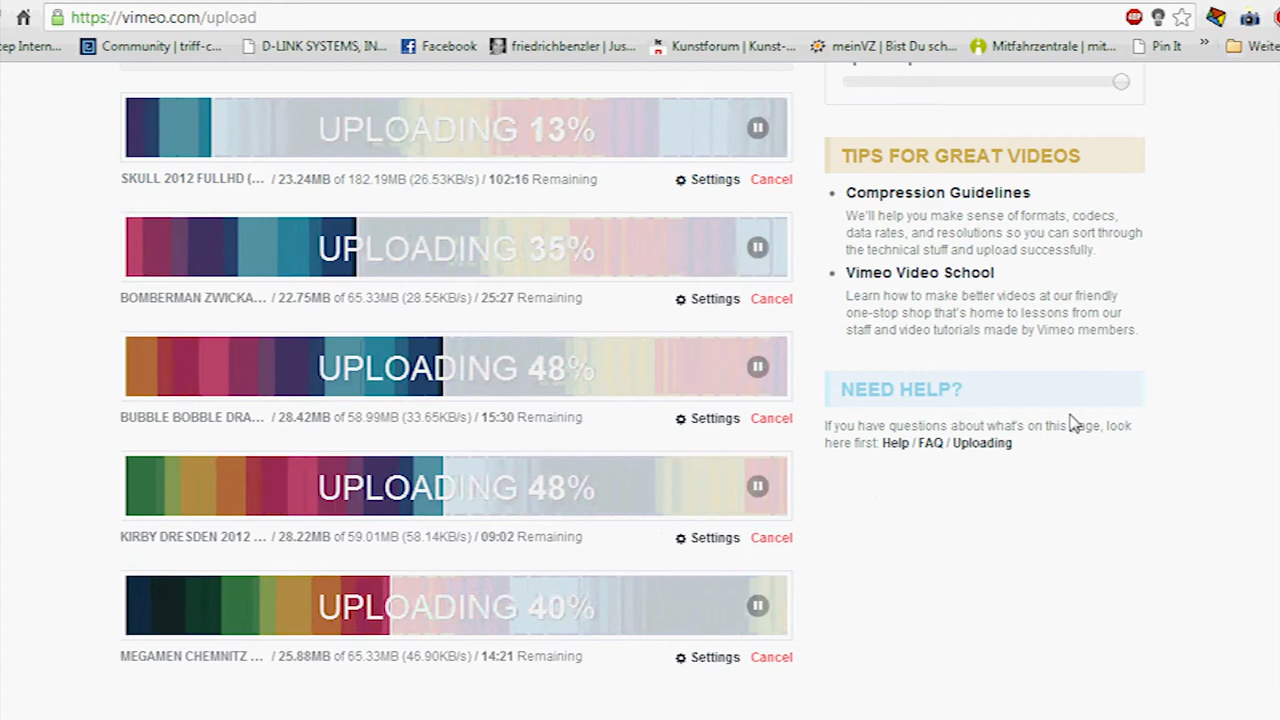 https://vimeo.com/upload
ABP
Community | triff-c... D-LINK SYSTEMS, IN... Facebook friedrichbenzler | Jus... Kunstforum | Kunst-... meinVZ | Bist Du sch... Mitfahrzentrale | mit... Pin It » Weite
UPLOADING 13%
SKULL 2012 FULLHD (... / 23.24MB of 182.19MB (26.53KB/s) / 102:16 Remaining Settings Cancel
UPLOADING 35%
BOMBERMAN ZWICKA... / 22.75MB of 65.33MB (28.55KB/s) / 25:27 Remaining Settings Cancel
UPLOADING 48%
BUBBLE BOBBLE DRA... / 28.42MB of 58.99MB (33.65KB/s) / 15:30 Remaining Settings Cancel
UPLOADING 48%
KIRBY DRESDEN 2012 ... / 28.22MB of 59.01MB (58.14KB/s) / 09:02 Remaining Settings Cancel
UPLOADING 40%
MEGAMEN CHEMNITZ ... / 25.88MB of 65.33MB (46.90KB/s) / 14:21 Remaining Settings Cancel
TIPS FOR GREAT VIDEOS
Compression Guidelines
We'll help you make sense of formats, codecs,
data rates, and resolutions so you can sort through
the technical stuff and upload successfully.
Vimeo Video School
Learn how to make better videos at our friendly
one-stop shop that's home to lessons from our
staff and video tutorials made by Vimeo members.
NEED HELP?
If you have questions about what's on this page, look
here first: Help / FAQ / Uploading